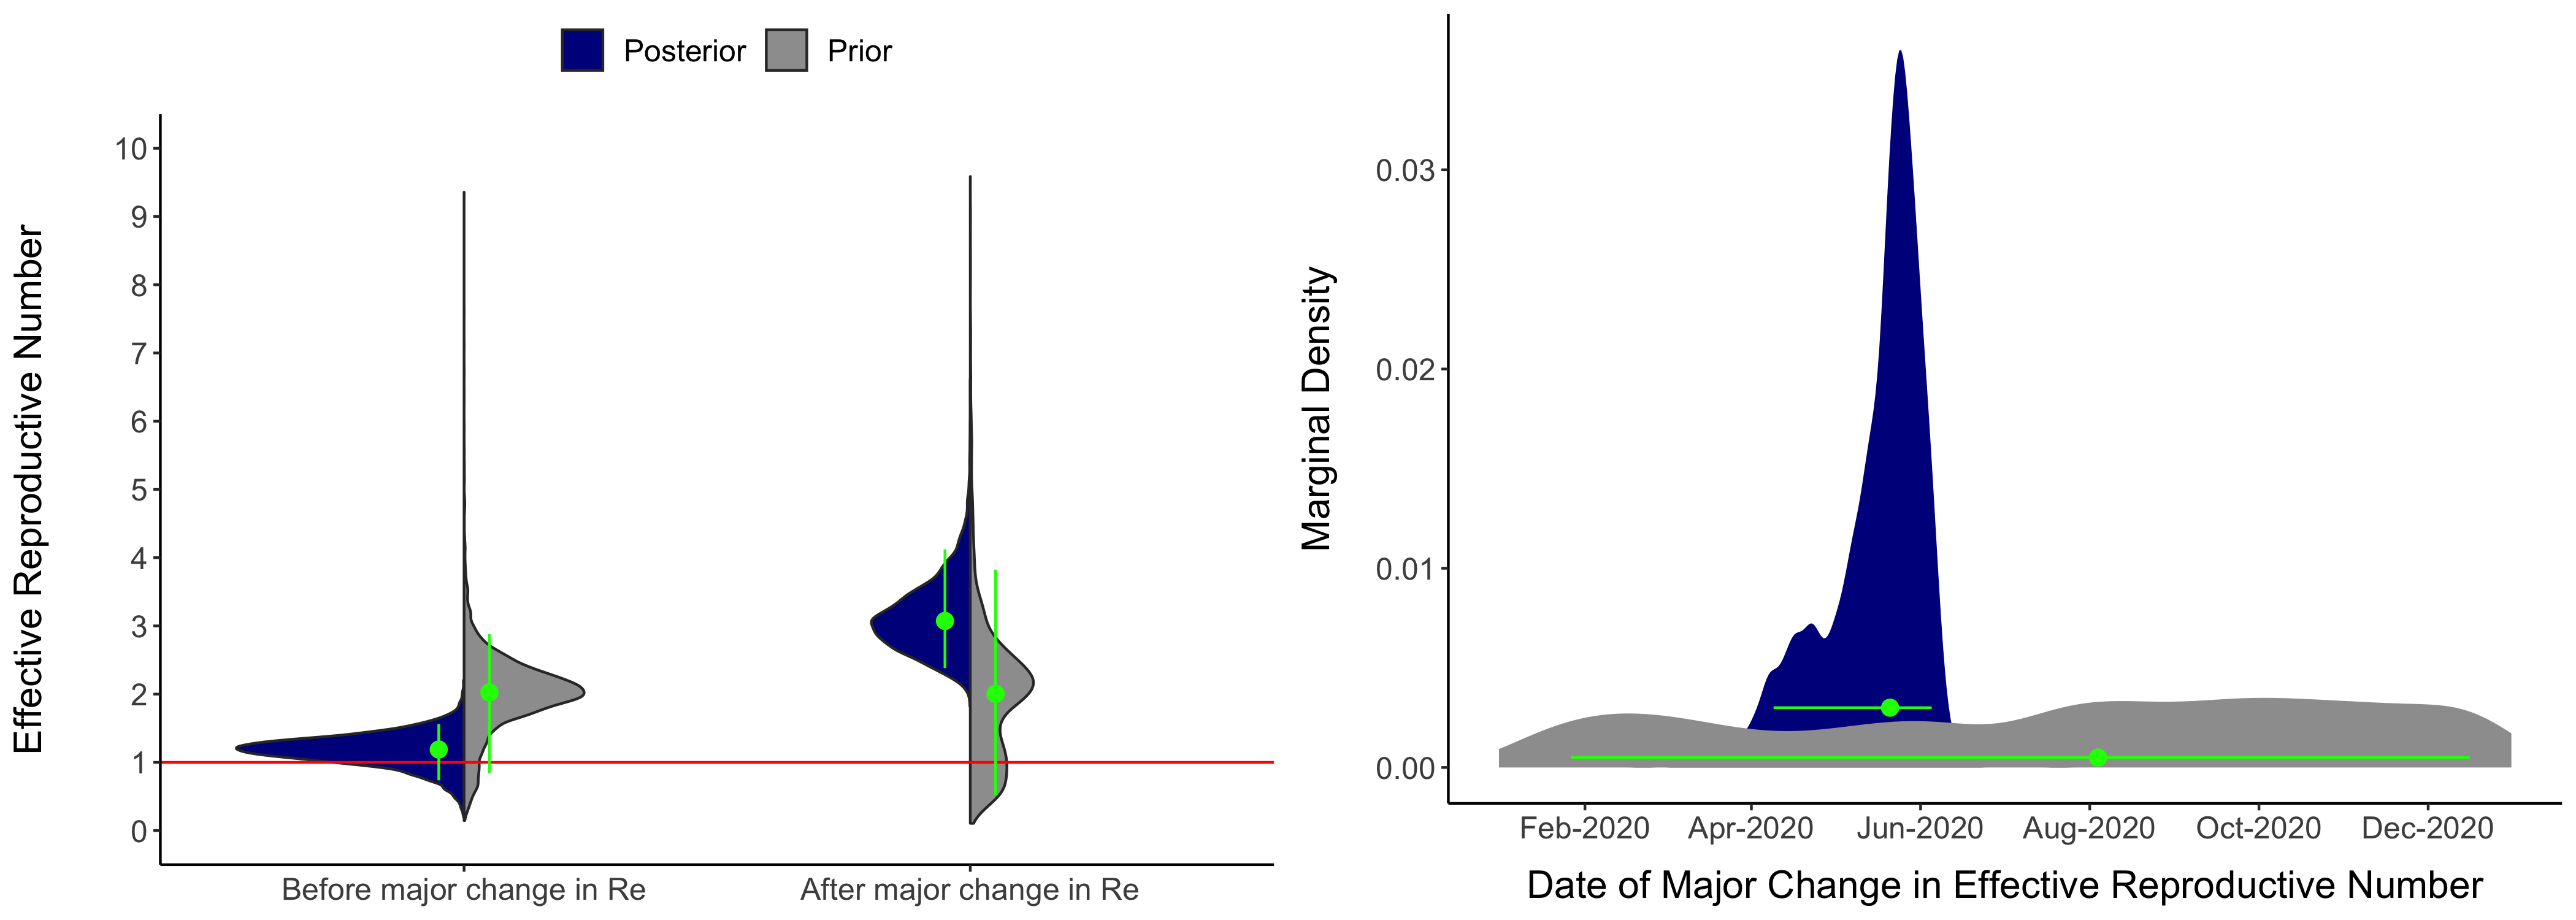 Posterior Prior
Effective Reproductive Number
10
9
8
7
6
5
4
3
2
1
0
Before major change in Re After major change in Re
Marginal Density
0.03
0.02
0.01
0.00
Feb-2020 Apr-2020 Jun-2020 Aug-2020 Oct-2020 Dec-2020
Date of Major Change in Effective Reproductive Number